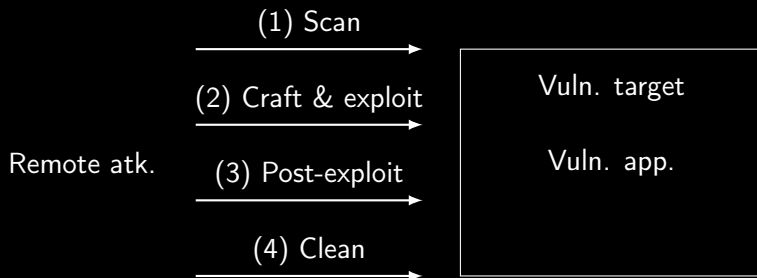 (1) Scan
(2) Craft & exploit
(3) Post-exploit
(4) Clean
Remote atk.
Vuln. target
Vuln. app.